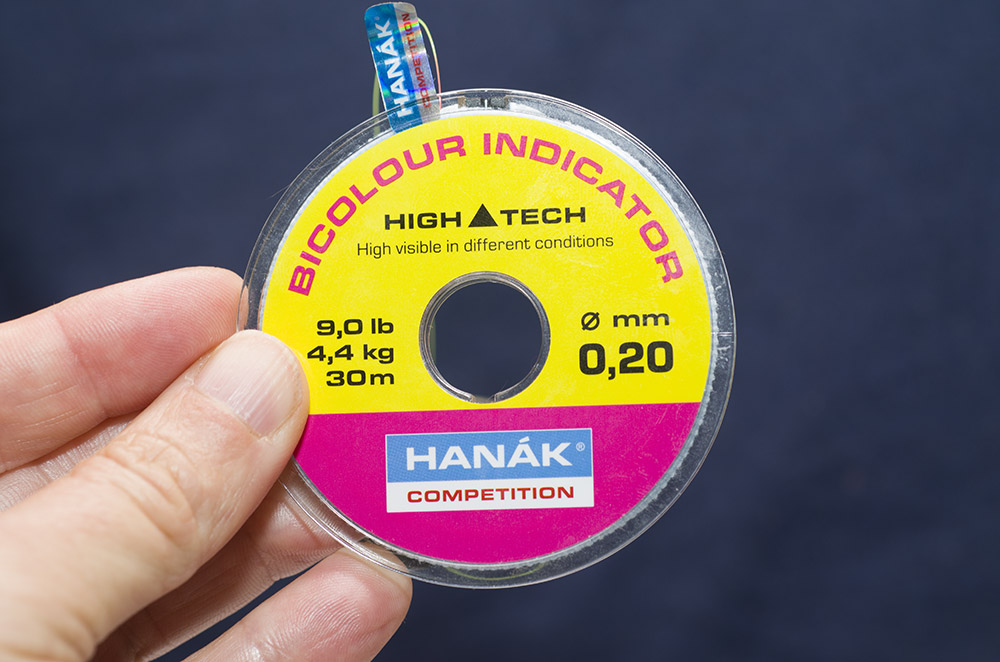 HANÁK
COMPETITION
BICOLOUR INDICATOR
HIGH▲TECH
High visible in different conditions
9,0 lb
4,4 kg
30m
Ø mm
0,20
HANÁK®
COMPETITION